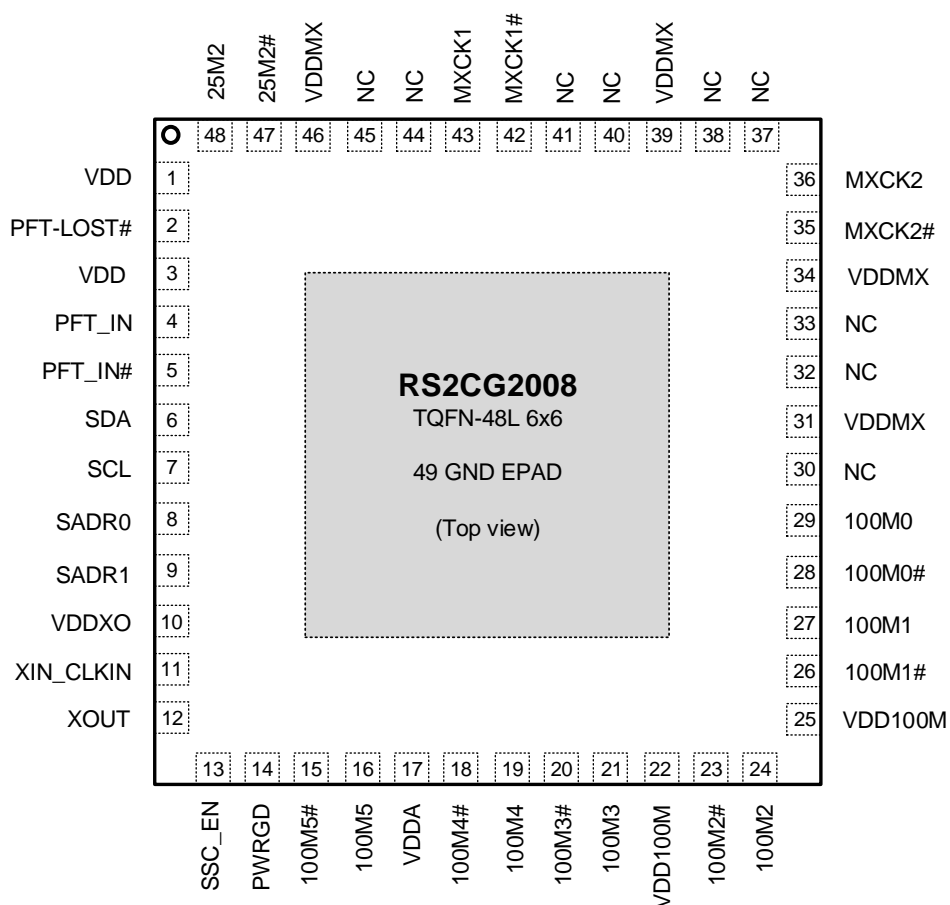 25M2
25M2#
VDDMX
NC
NC
MXCK1
MXCK1#
NC
NC
VDDMX
NC
NC
48 47 46 45 44 43 42 41 40 39 38 37
VDD 1
PFT-LOST# 2
VDD 3
PFT_IN 4
PFT_IN# 5
SDA 6
SCL 7
SADR0 8
SADR1 9
VDDXO 10
XIN_CLKIN 11
XOUT 12
RS2CG2008
TQFN-48L 6x6
49 GND EPAD
(Top view)
36 MXCK2
35 MXCK2#
34 VDDMX
33 NC
32 NC
31 VDDMX
30 NC
29 100M0
28 100M0#
27 100M1
26 100M1#
25 VDD100M
13 14 15 16 17 18 19 20 21 22 23 24
SSC_EN
PWRGD
100M5#
100M5
VDDA
100M4#
100M4
100M3#
100M3
VDD100M
100M2#
100M2